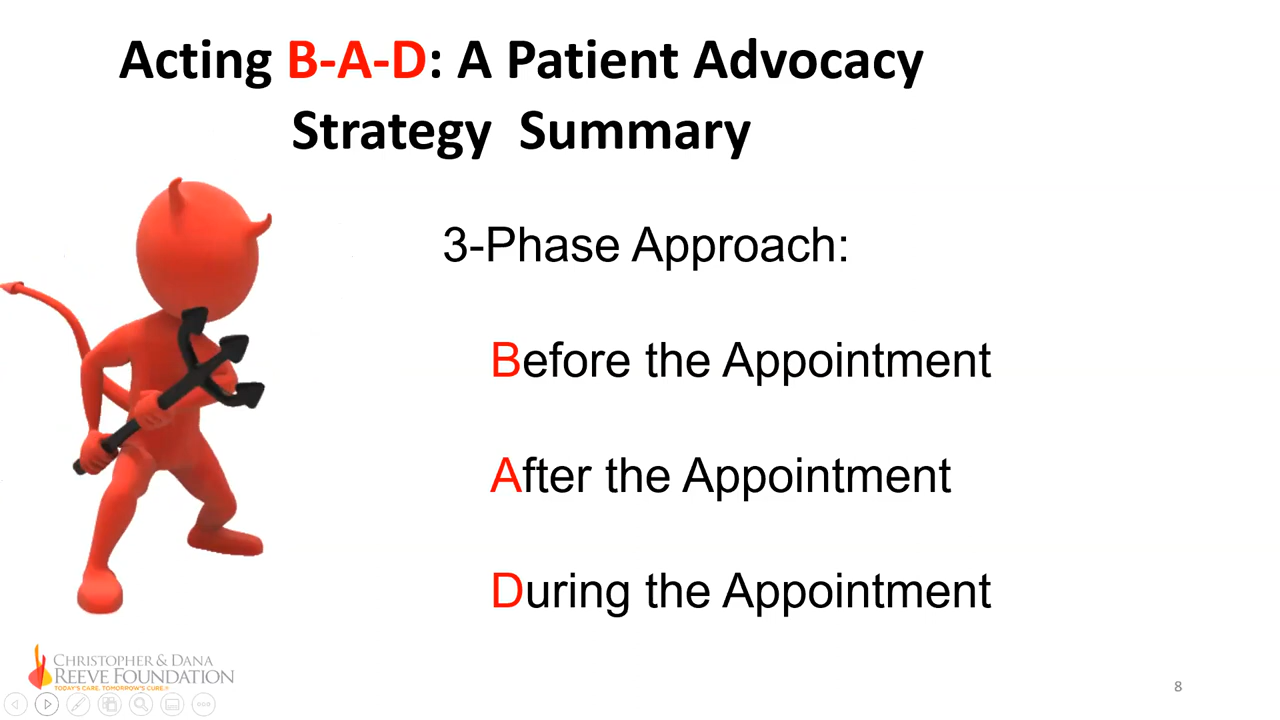 Acting B-A-D: A Patient Advocacy
Strategy Summary
3-Phase Approach:
Before the Appointment
After the Appointment
During the Appointment
CHRISTOPHER & DANA
REEVE FOUNDATION
TODAY'S CARE. TOMORROW'S CURE.®
8